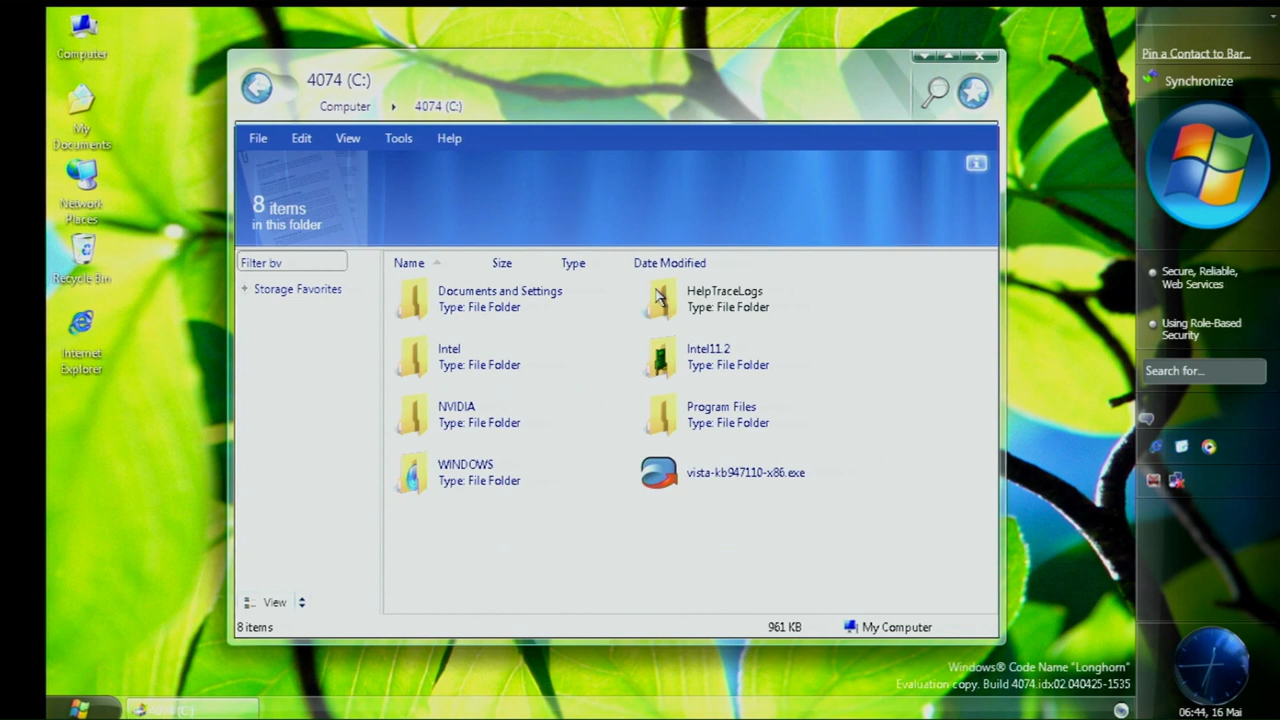 Computer
My
Documents
Network
Places
Recycle Bin
Internet
Explorer
4074 (C:)
Computer
4074 (C:)
File
Edit
View
Tools
Help
8 items
in this folder
Filter by
Storage Favorites
Name
Size
Type
Date Modified
Documents and Settings
Type: File Folder
HelpTraceLogs
Type: File Folder
Intel
Type: File Folder
Intel11.2
Type: File Folder
NVIDIA
Type: File Folder
Program Files
Type: File Folder
WINDOWS
Type: File Folder
vista-kb947110-x86.exe
View
8 items
961 KB
My Computer
Windows® Code Name "Longhorn"
Evaluation copy. Build 4074.idx02.040425-1535
4074 (C:)
Pin a Contact to Bar...
Synchronize
Secure, Reliable,
Web Services
Using Role-Based
Security
Search for...
06:44, 16 Mai